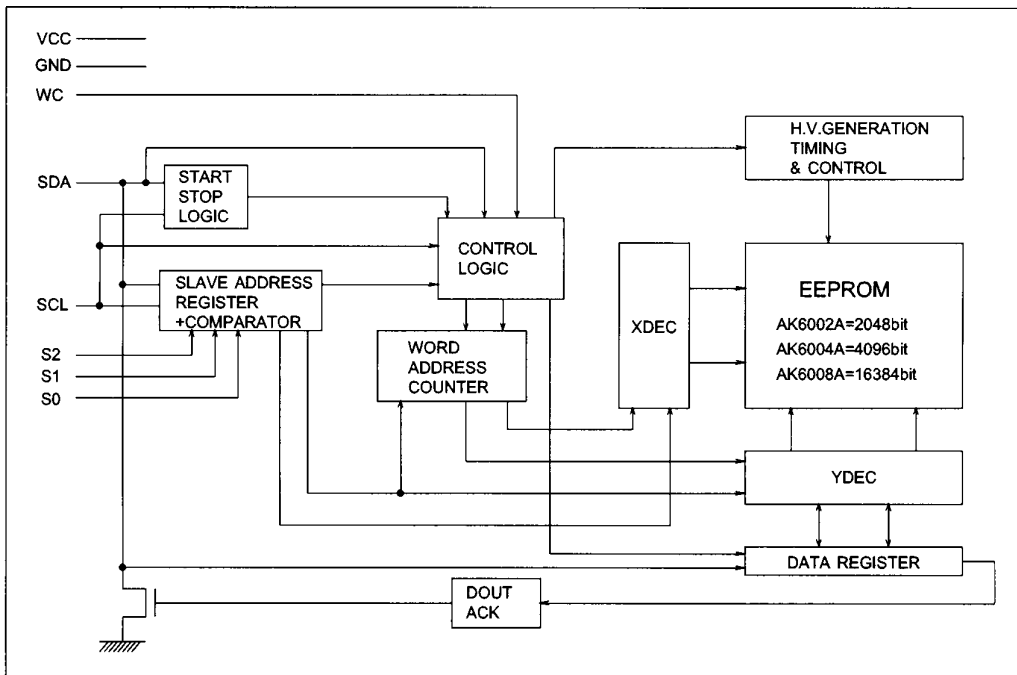 VCC
GND
WC
SDA
SCL
S2
S1
S0
START
STOP
LOGIC
SLAVE ADDRESS
REGISTER
+COMPARATOR
CONTROL
LOGIC
WORD
ADDRESS
COUNTER
XDEC
H.V.GENERATION
TIMING
& CONTROL
EEPROM
AK6002A=2048bit
AK6004A=4096bit
AK6008A=16384bit
YDEC
DATA REGISTER
DOUT
ACK